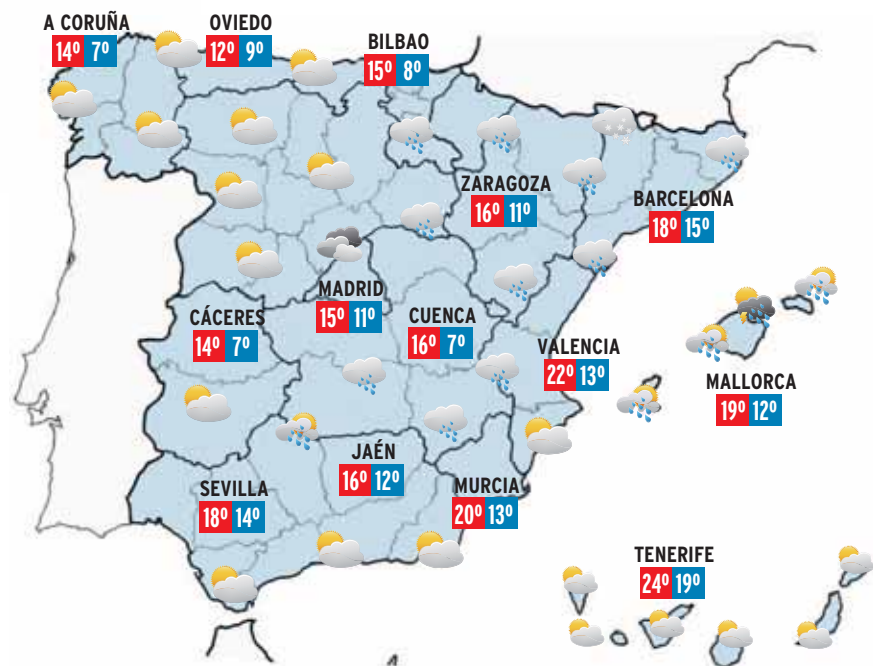 A CORUÑA
14º 7º
OVIEDO
12º 9º
BILBAO
15º 8º
ZARAGOZA
16º 11º
BARCELONA
18º 15º
MADRID
15º 11º
CÁCERES
14º 7º
CUENCA
16º 7º
VALENCIA
22º 13º
MALLORCA
19º 12º
JAÉN
16º 12º
SEVILLA
18º 14º
MURCIA
20º 13º
TENERIFE
24º 19º